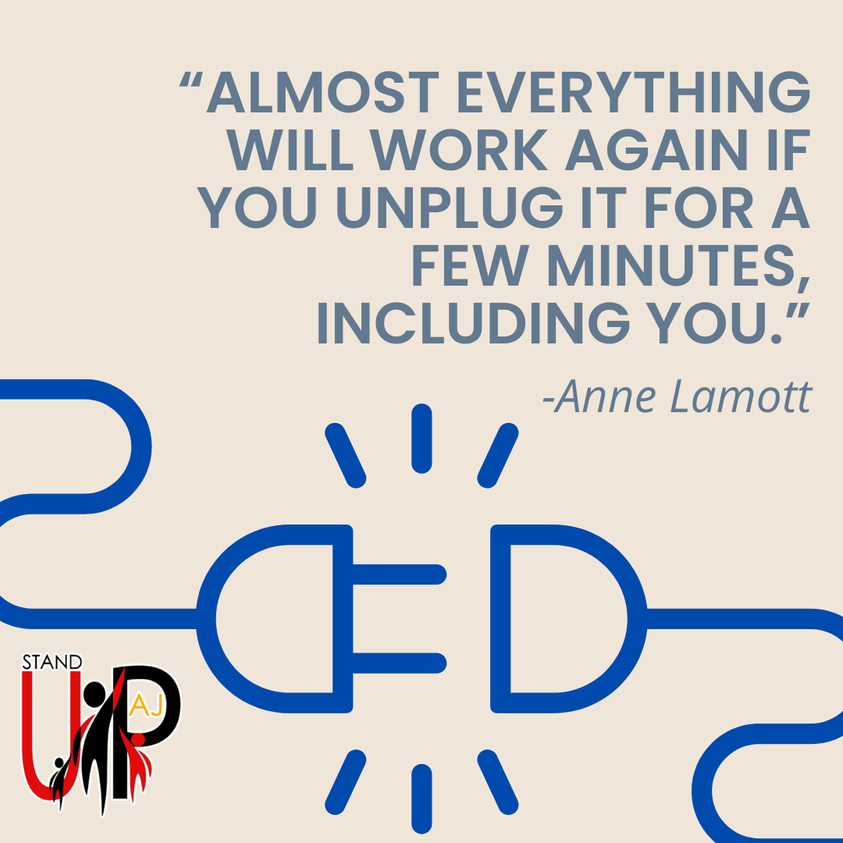 “ALMOST EVERYTHING
WILL WORK AGAIN IF
YOU UNPLUG IT FOR A
FEW MINUTES,
INCLUDING YOU.”
-Anne Lamott
STAND
UP
AJ